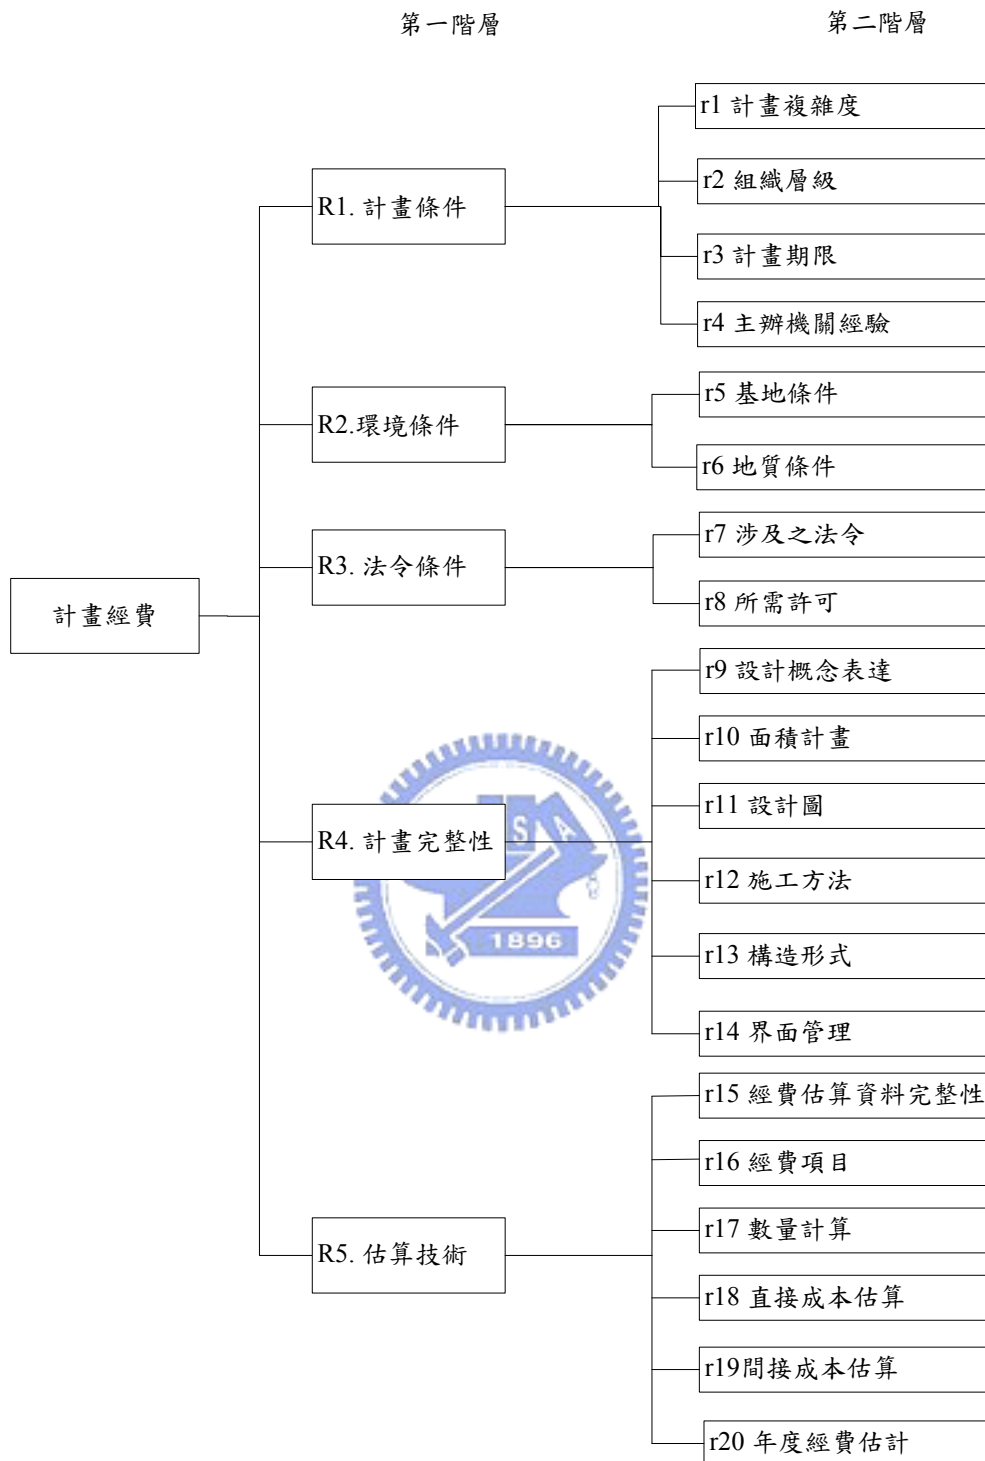 第一階層
第二階層
r1 計畫複雜度
r2 組織層級
R1. 計畫條件
r3 計畫期限
r4 主辦機關經驗
r5 基地條件
R2.環境條件
r6 地質條件
r7 涉及之法令
R3. 法令條件
r8 所需許可
計畫經費
r9 設計概念表達
r10 面積計畫
r11 設計圖
R4. 計畫完整性
S A
r12 施工方法
1896
r13 構造形式
r14 界面管理
r15 經費估算資料完整性
r16 經費項目
r17 數量計算
R5. 估算技術
r18 直接成本估算
r19間接成本估算
r20 年度經費估計